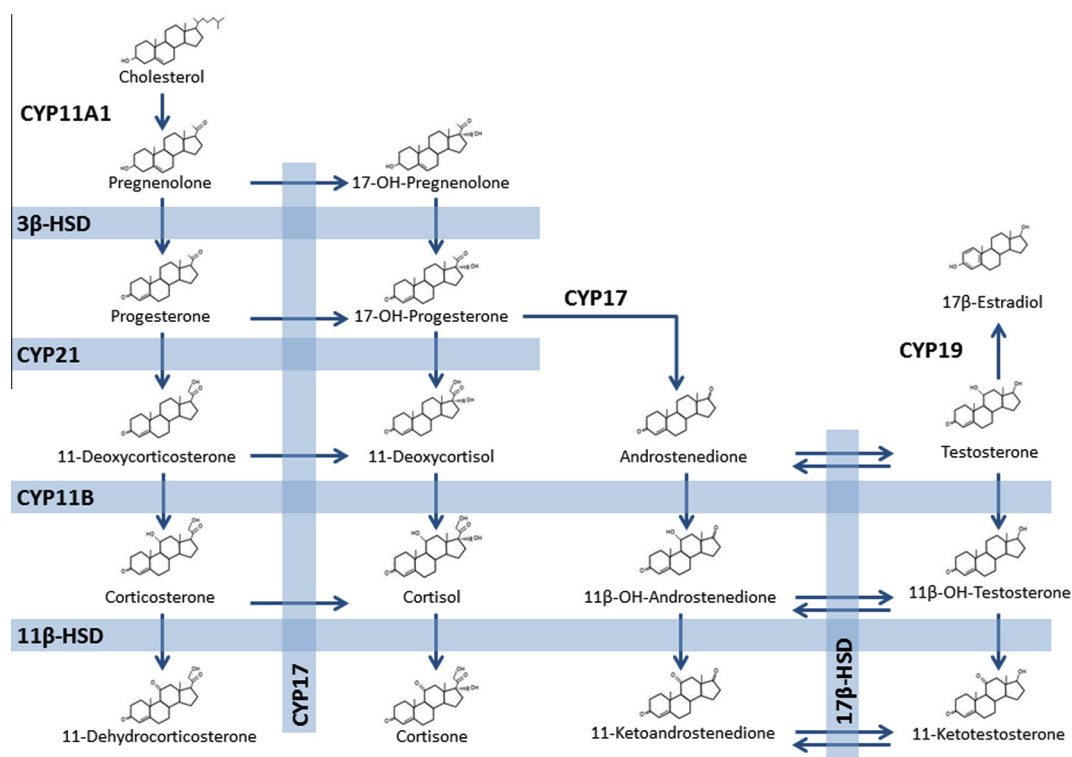 Cholesterol
CYP11A1
Pregnenolone
17-OH-Pregnenolone
3β-HSD
Progesterone
17-OH-Progesterone
CYP17
17β-Estradiol
CYP21
CYP19
11-Deoxycorticosterone
11-Deoxycortisol
Androstenedione
Testosterone
CYP11B
Corticosterone
Cortisol
11β-OH-Androstenedione
11β-OH-Testosterone
11β-HSD
CYP17
17β-HSD
11-Dehydrocorticosterone
Cortisone
11-Ketoandrostenedione
11-Ketotestosterone